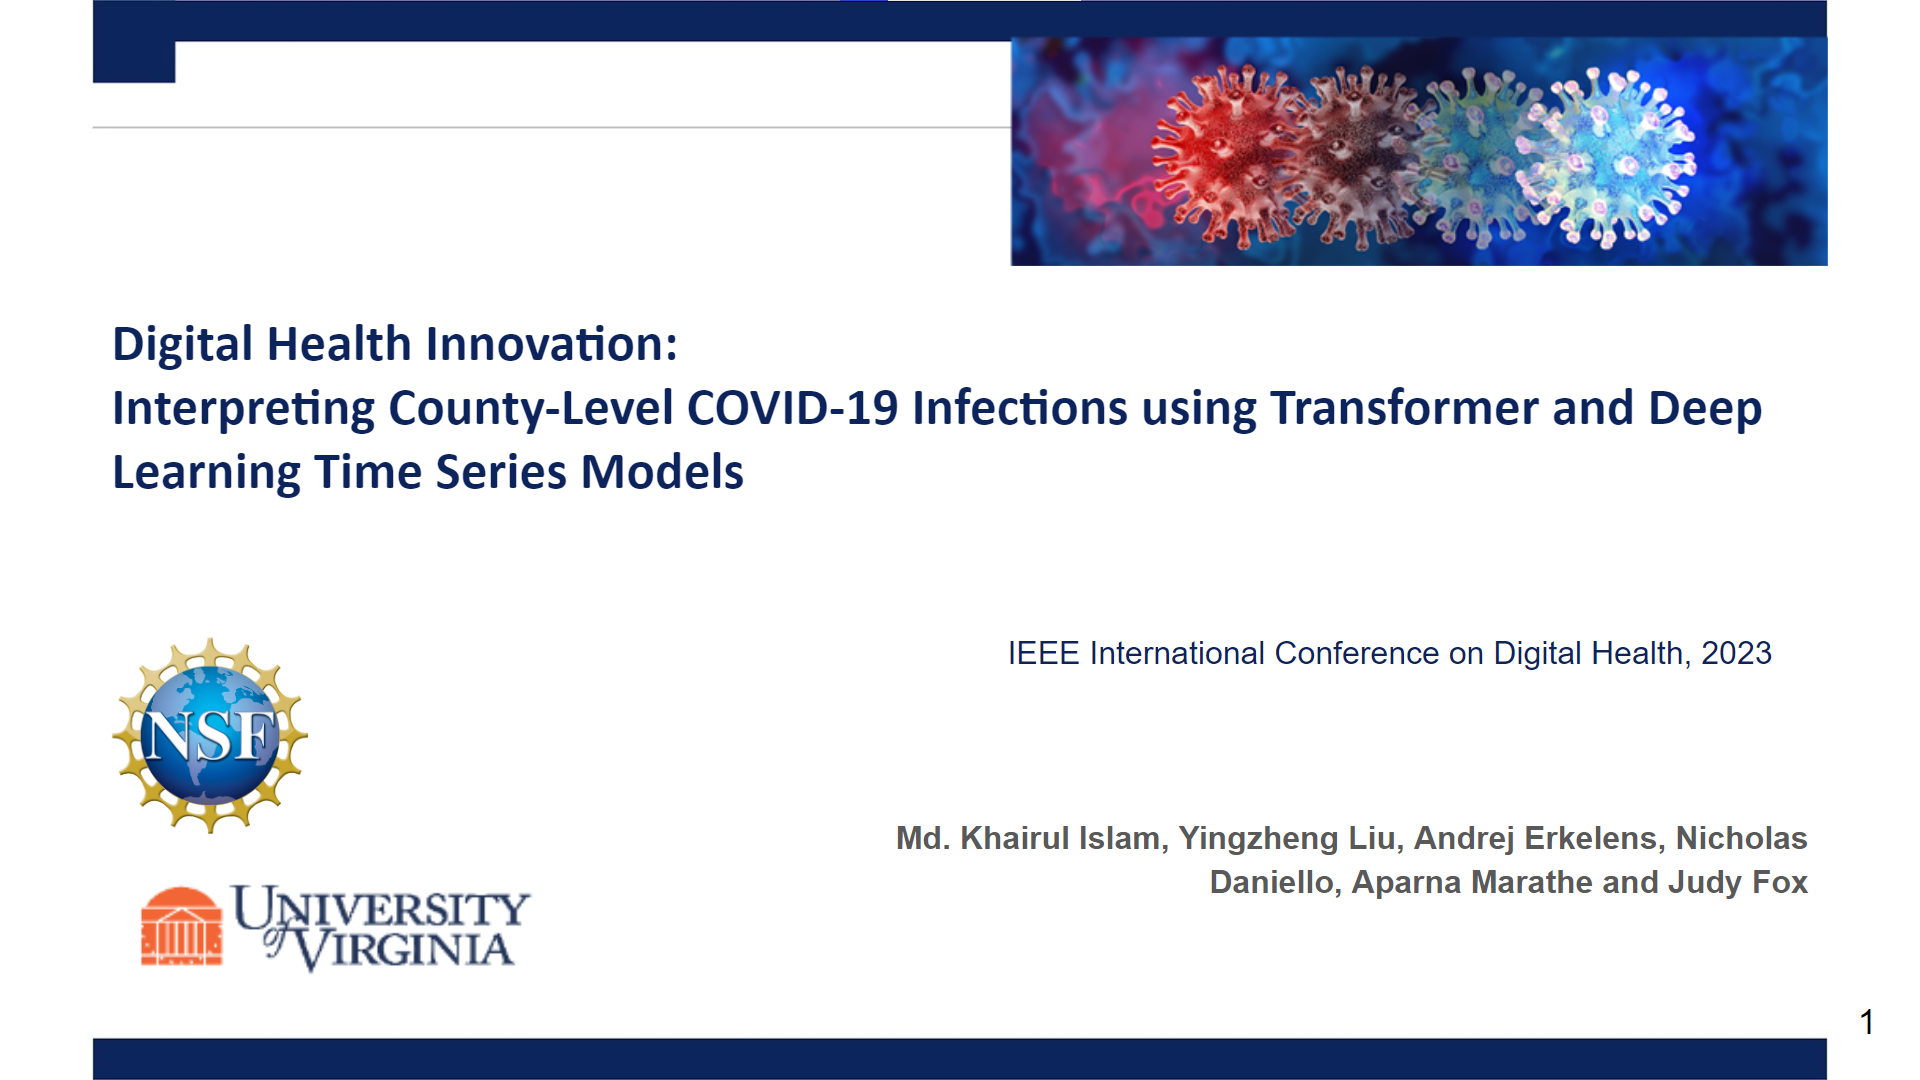 Digital Health Innovation:
Interpreting County-Level COVID-19 Infections using Transformer and Deep
Learning Time Series Models
IEEE International Conference on Digital Health, 2023
NSF
Md. Khairul Islam, Yingzheng Liu, Andrej Erkelens, Nicholas
Daniello, Aparna Marathe and Judy Fox
UNIVERSITY
of VIRGINIA
1